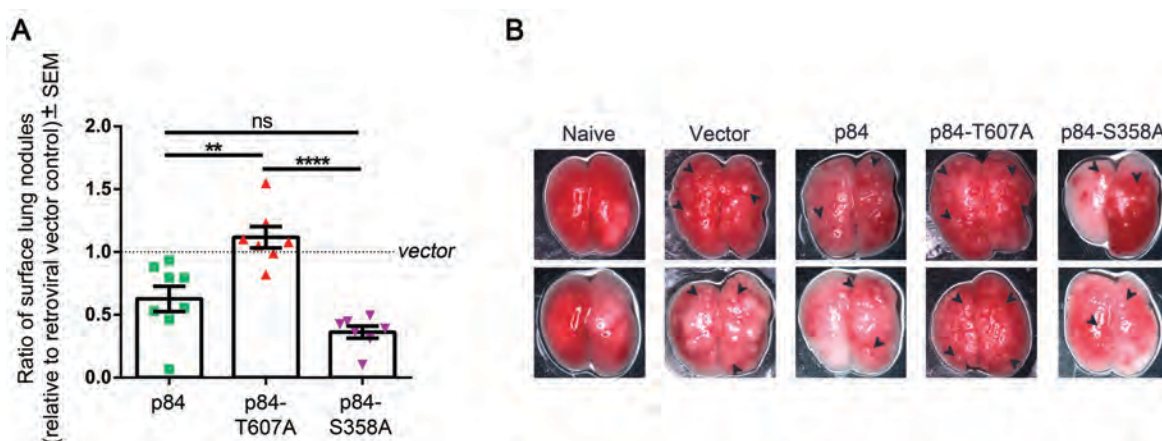 A
Ratio of surface lung nodules
(relative to retroviral vector control) ± SEM
2.0
1.5
1.0
0.5
0.0
ns
**
****
vector
p84
p84-
T607A
p84-
S358A
B
Naive
Vector
p84
p84-T607A
p84-S358A